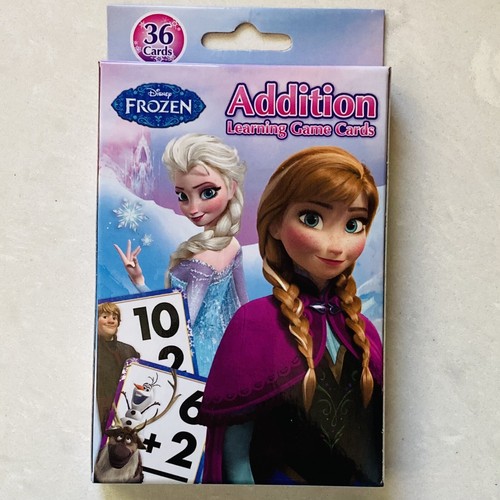 36
Cards
Disney
FROZEN
Addition
Learning Game Cards
10
2
6
+ 2